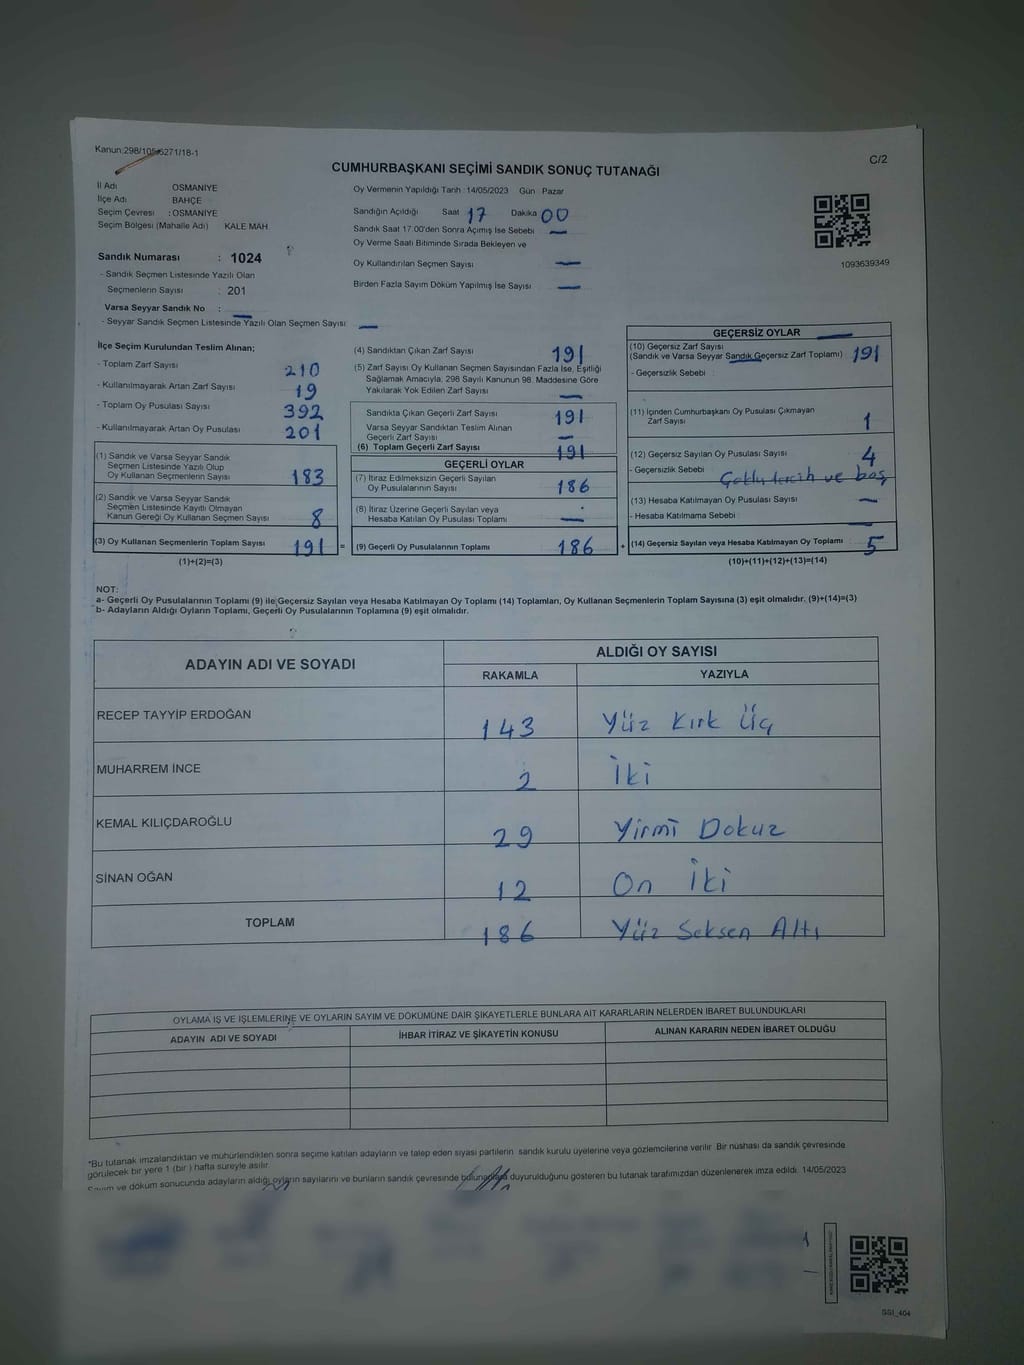 Kanun:298/105-6271/18-1
C/2
CUMHURBAŞKANI SEÇİMİ SANDIK SONUÇ TUTANAĞI
İl Adı OSMANİYE
İlçe Adı BAHÇE
Seçim Çevresi : OSMANİYE
Seçim Bölgesi (Mahalle Adı) KALE MAH
Sandık Numarası : 1024
- Sandık Seçmen Listesinde Yazılı Olan
Seçmenlerin Sayısı : 201
Varsa Seyyar Sandık No : —
- Seyyar Sandık Seçmen Listesinde Yazılı Olan Seçmen Sayısı: —
Oy Vermenin Yapıldığı Tarih :14/05/2023 Gün Pazar
Sandığın Açıldığı Saat 17 Dakika 00
Sandık Saat 17.00'den Sonra Açımış İse Sebebi —
Oy Verme Saati Bitiminde Sırada Bekleyen ve
Oy Kullandırılan Seçmen Sayısı —
Birden Fazla Sayım Döküm Yapılmış İse Sayısı —
1093639349
İlçe Seçim Kurulundan Teslim Alınan;
- Toplam Zarf Sayısı : 210
- Kullanılmayarak Artan Zarf Sayısı : 19
- Toplam Oy Pusulası Sayısı : 392
- Kullanılmayarak Artan Oy Pusulası : 201
(1) Sandık ve Varsa Seyyar Sandık
Seçmen Listesinde Yazılı Olup
Oy Kullanan Seçmenlerin Sayısı 183
(2) Sandık ve Varsa Seyyar Sandık
Seçmen Listesinde Kayıtlı Olmayan
Kanun Gereği Oy Kullanan Seçmen Sayısı 8
(3) Oy Kullanan Seçmenlerin Toplam Sayısı 191 =
(1)+(2)=(3)
(4) Sandıktan Çıkan Zarf Sayısı 191
(5) Zarf Sayısı Oy Kullanan Seçmen Sayısından Fazla İse, Eşitliği
Sağlamak Amacıyla; 298 Sayılı Kanunun 98. Maddesine Göre
Yakılarak Yok Edilen Zarf Sayısı —
Sandıkta Çıkan Geçerli Zarf Sayısı 191
Varsa Seyyar Sandıktan Teslim Alınan
Geçerli Zarf Sayısı —
(6) Toplam Geçerli Zarf Sayısı 191
GEÇERLİ OYLAR
(7) İtiraz Edilmeksizin Geçerli Sayılan
Oy Pusulalarının Sayısı 186
(8) İtiraz Üzerine Geçerli Sayılan veya
Hesaba Katılan Oy Pusulası Toplamı —
(9) Geçerli Oy Pusulalarının Toplamı 186 +
GEÇERSİZ OYLAR
(10) Geçersiz Zarf Sayısı —
(Sandık ve Varsa Seyyar Sandık Geçersiz Zarf Toplamı) 191
- Geçersizlik Sebebi :
(11) İçinden Cumhurbaşkanı Oy Pusulası Çıkmayan
Zarf Sayısı 1
(12) Geçersiz Sayılan Oy Pusulası Sayısı 4
- Geçersizlik Sebebi Çoklu tercih ve boş
(13) Hesaba Katılmayan Oy Pusulası Sayısı —
- Hesaba Katılmama Sebebi —
(14) Geçersiz Sayılan veya Hesaba Katılmayan Oy Toplamı : 5
(10)+(11)+(12)+(13)=(14)
NOT:
a- Geçerli Oy Pusulalarının Toplamı (9) ile Geçersiz Sayılan veya Hesaba Katılmayan Oy Toplamı (14) Toplamları, Oy Kullanan Seçmenlerin Toplam Sayısına (3) eşit olmalıdır. (9)+(14)=(3)
b- Adayların Aldığı Oyların Toplamı, Geçerli Oy Pusulalarının Toplamına (9) eşit olmalıdır.
ADAYIN ADI VE SOYADI ALDIĞI OY SAYISI
RAKAMLA YAZIYLA
RECEP TAYYİP ERDOĞAN 143 Yüz Kırk Üç
MUHARREM İNCE 2 İki
KEMAL KILIÇDAROĞLU 29 Yirmi Dokuz
SİNAN OĞAN 12 On İki
TOPLAM 186 Yüz Seksen Altı
OYLAMA İŞ VE İŞLEMLERİNE VE OYLARIN SAYIM VE DÖKÜMÜNE DAİR ŞİKAYETLERLE BUNLARA AİT KARARLARIN NELERDEN İBARET BULUNDUKLARI
ADAYIN ADI VE SOYADI İHBAR İTİRAZ VE ŞİKAYETİN KONUSU ALINAN KARARIN NEDEN İBARET OLDUĞU
*Bu tutanak imzalandıktan ve mühürlendikten sonra seçime katılan adayların ve talep eden siyasi partilerin sandık kurulu üyelerine veya gözlemcilerine verilir. Bir nüshası da sandık çevresinde
görülecek bir yere 1 (bir ) hafta süreyle asılır.
Sayım ve döküm sonucunda adayların aldığı oyların sayılarını ve bunların sandık çevresinde duyurulduğunu gösteren bu tutanak tarafımızdan düzenlenerek imza edildi. 14/05/2023
SSI_404